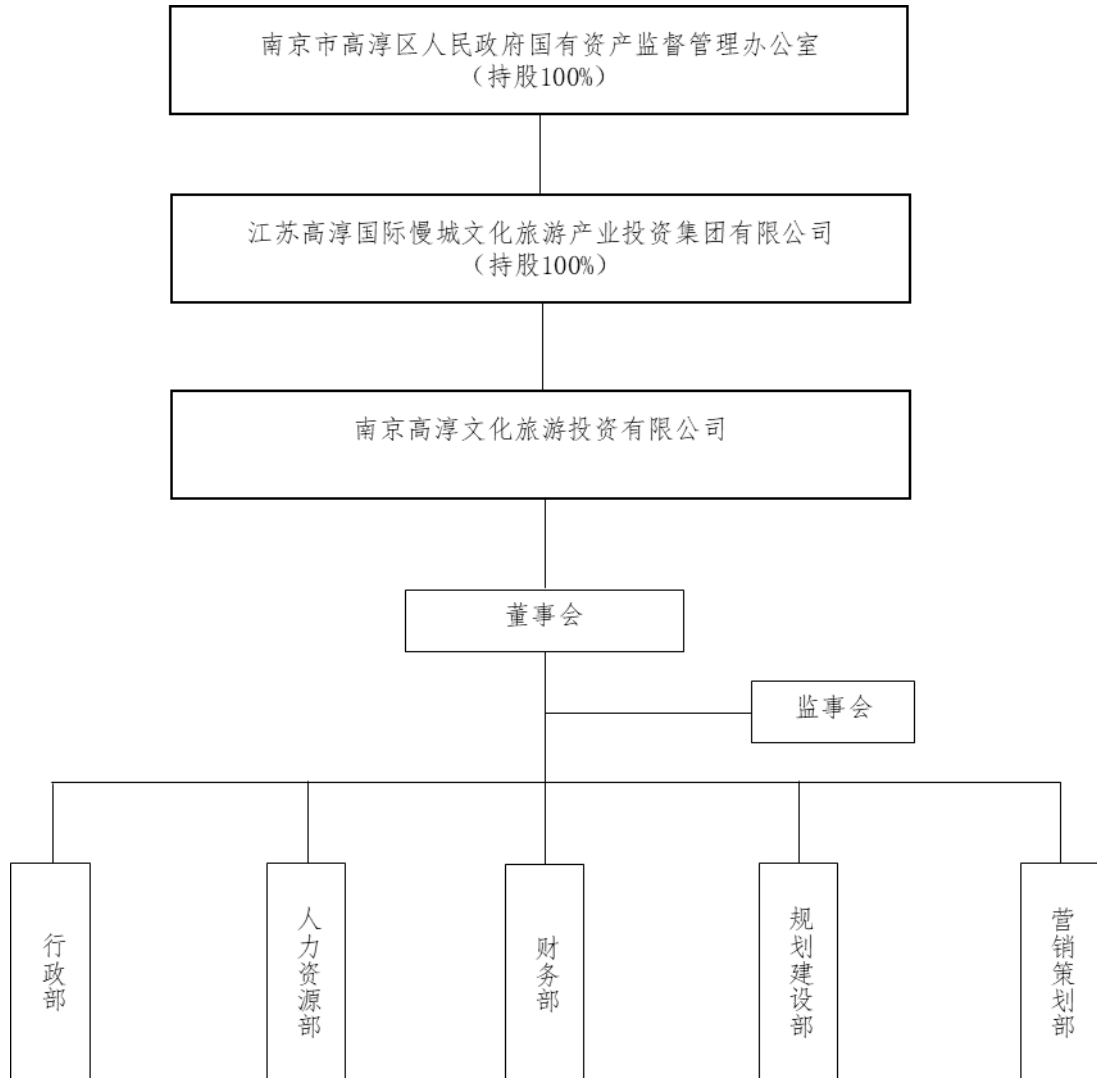 南京市高淳区人民政府国有资产监督管理办公室
（持股100%）
江苏高淳国际慢城文化旅游产业投资集团有限公司
（持股100%）
南京高淳文化旅游投资有限公司
董事会
监事会
行政部
人力资源部
财务部
规划建设部
营销策划部